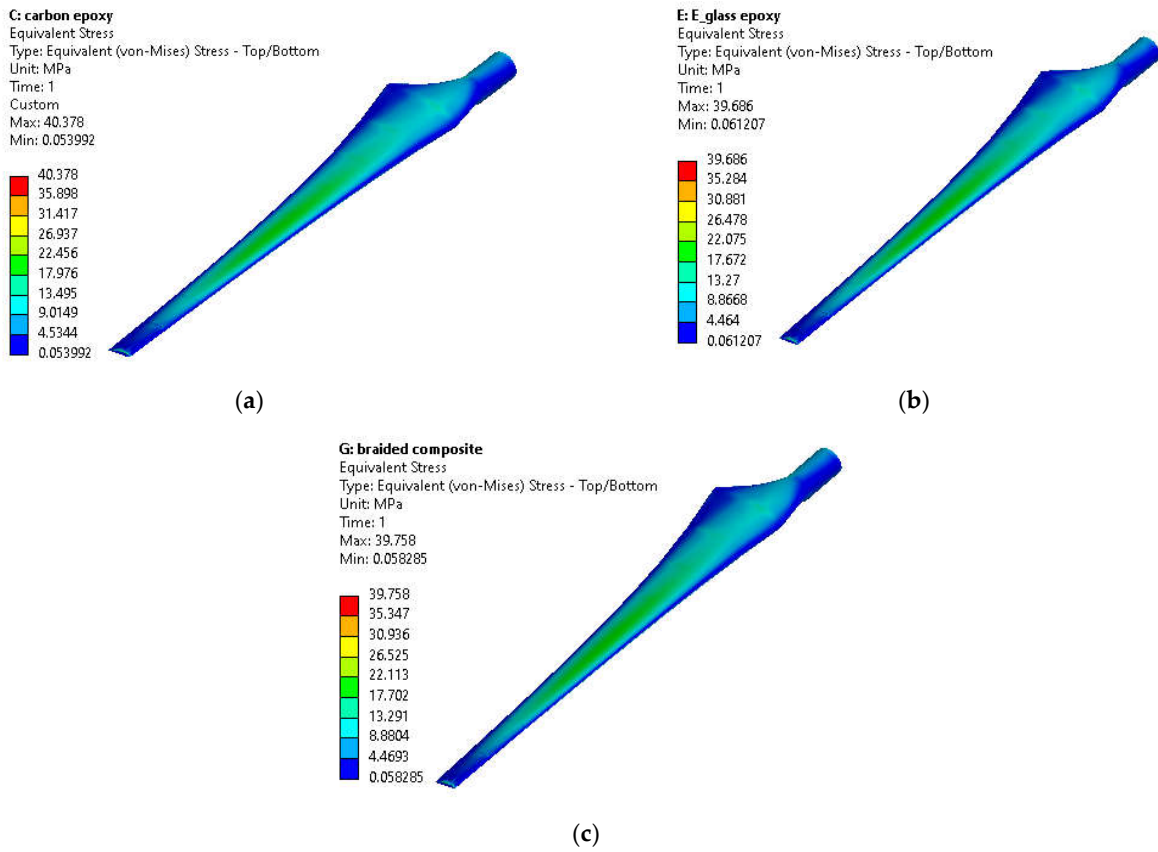 C: carbon epoxy
Equivalent Stress
Type: Equivalent (von-Mises) Stress - Top/Bottom
Unit: MPa
Time: 1
Custom
Max: 40.378
Min: 0.053992
40.378
35.898
31.417
26.937
22.456
17.976
13.495
9.0149
4.5344
0.053992
(a)
E: E_glass epoxy
Equivalent Stress
Type: Equivalent (von-Mises) Stress - Top/Bottom
Unit: MPa
Time: 1
Max: 39.686
Min: 0.061207
39.686
35.284
30.881
26.478
22.075
17.672
13.27
8.8668
4.464
0.061207
(b)
G: braided composite
Equivalent Stress
Type: Equivalent (von-Mises) Stress - Top/Bottom
Unit: MPa
Time: 1
Max: 39.758
Min: 0.058285
39.758
35.347
30.936
26.525
22.113
17.702
13.291
8.8804
4.4693
0.058285
(c)